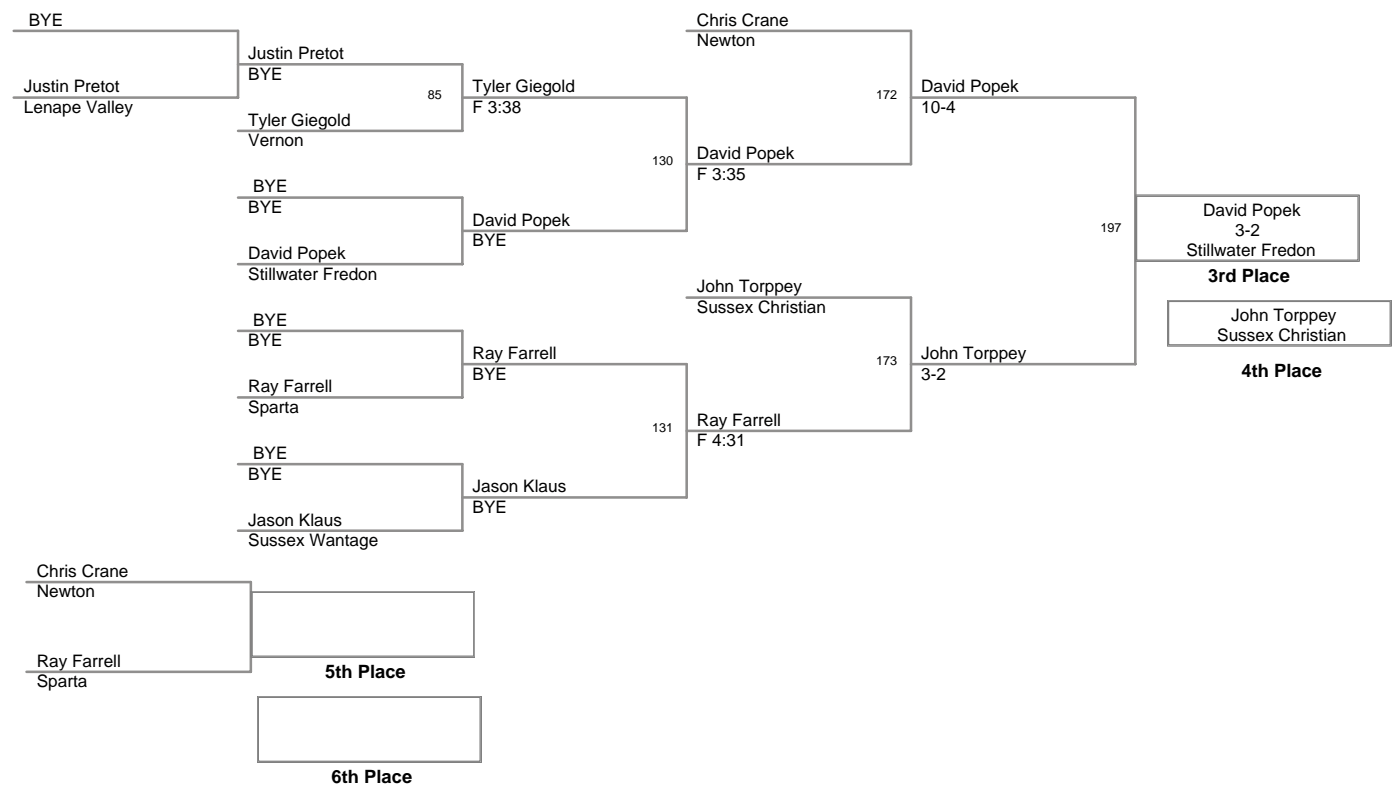 BYE
Justin Pretot
Lenape Valley
Justin Pretot
BYE
85
Tyler Giegold
Vernon
BYE
BYE
David Popek
Stillwater Fredon
BYE
BYE
Ray Farrell
Sparta
BYE
BYE
Jason Klaus
Sussex Wantage
Tyler Giegold
F 3:38
130
David Popek
BYE
Ray Farrell
BYE
131
Jason Klaus
BYE
Chris Crane
Newton
172
David Popek
F 3:35
John Torppey
Sussex Christian
173
Ray Farrell
F 4:31
David Popek
10-4
197
John Torppey
3-2
David Popek
3-2
Stillwater Fredon
3rd Place
John Torppey
Sussex Christian
4th Place
Chris Crane
Newton
Ray Farrell
Sparta
5th Place
6th Place